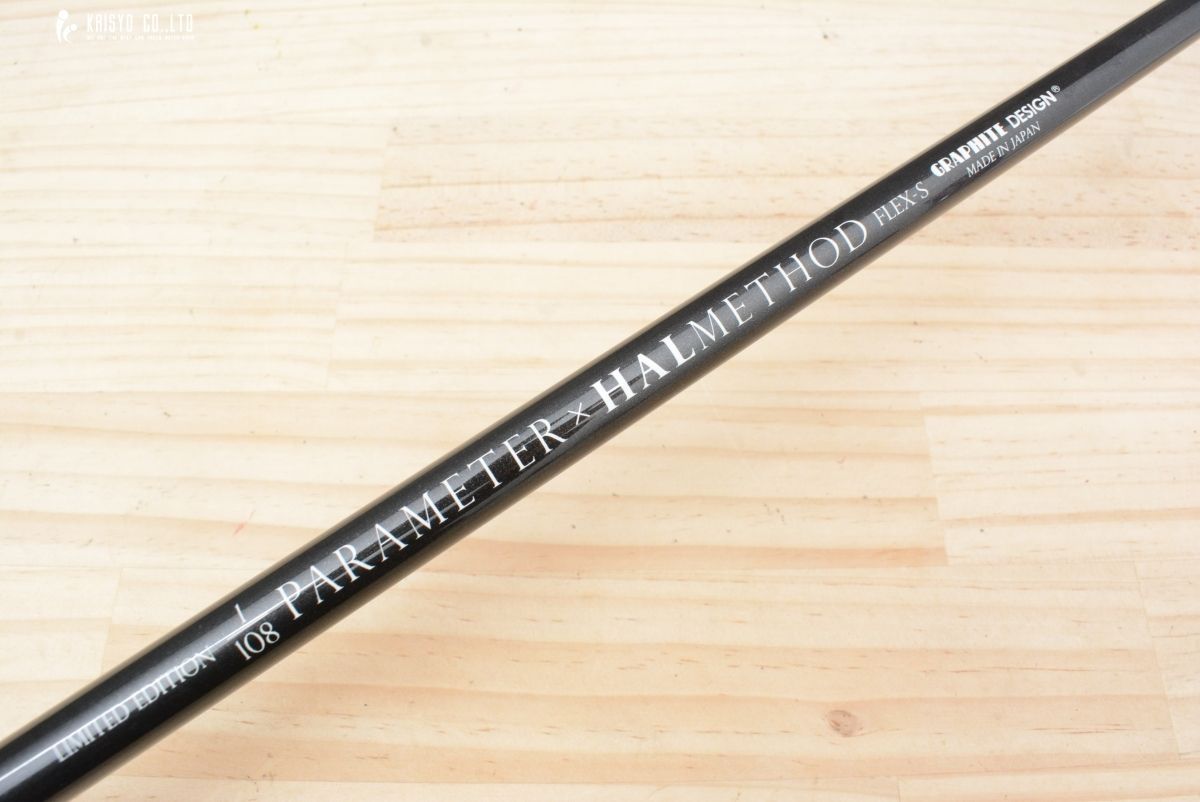 KRISYO CO.,LTD
LIMITED EDITION
1
108
PARAMETER × HALMETHOD FLEX-S
GRAPHITE DESIGN®
MADE IN JAPAN